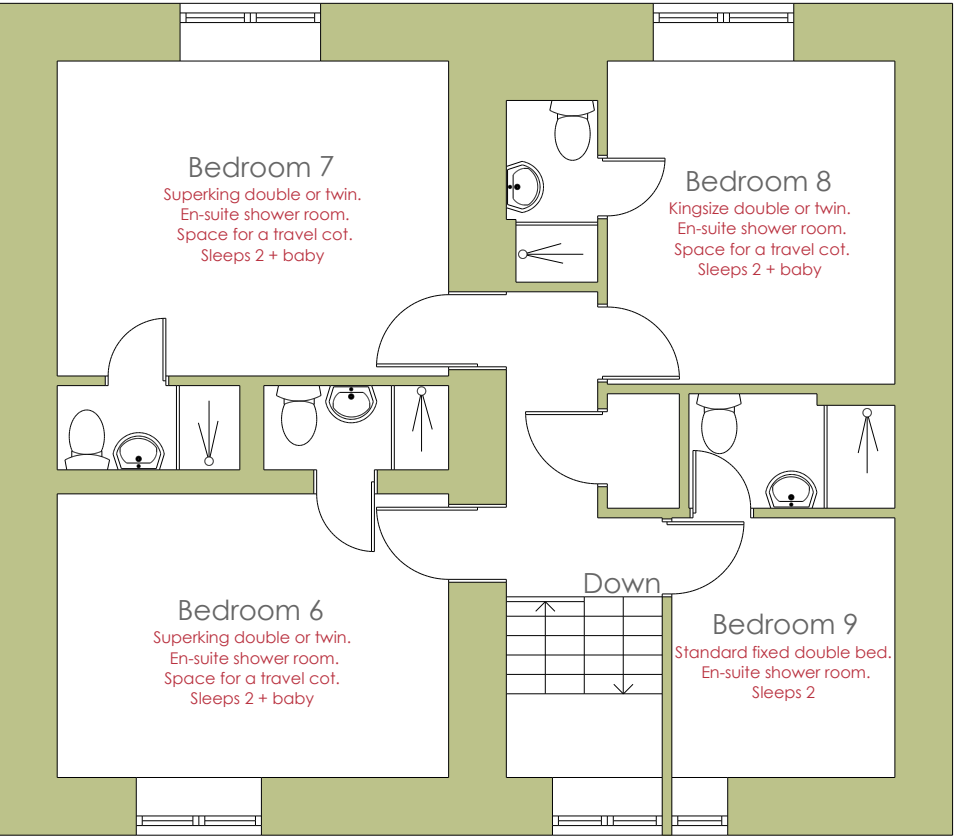 Bedroom 7
Superking double or twin.
En-suite shower room.
Space for a travel cot.
Sleeps 2 + baby
Bedroom 8
Kingsize double or twin.
En-suite shower room.
Space for a travel cot.
Sleeps 2 + baby
Down
Bedroom 6
Superking double or twin.
En-suite shower room.
Space for a travel cot.
Sleeps 2 + baby
Bedroom 9
Standard fixed double bed.
En-suite shower room.
Sleeps 2